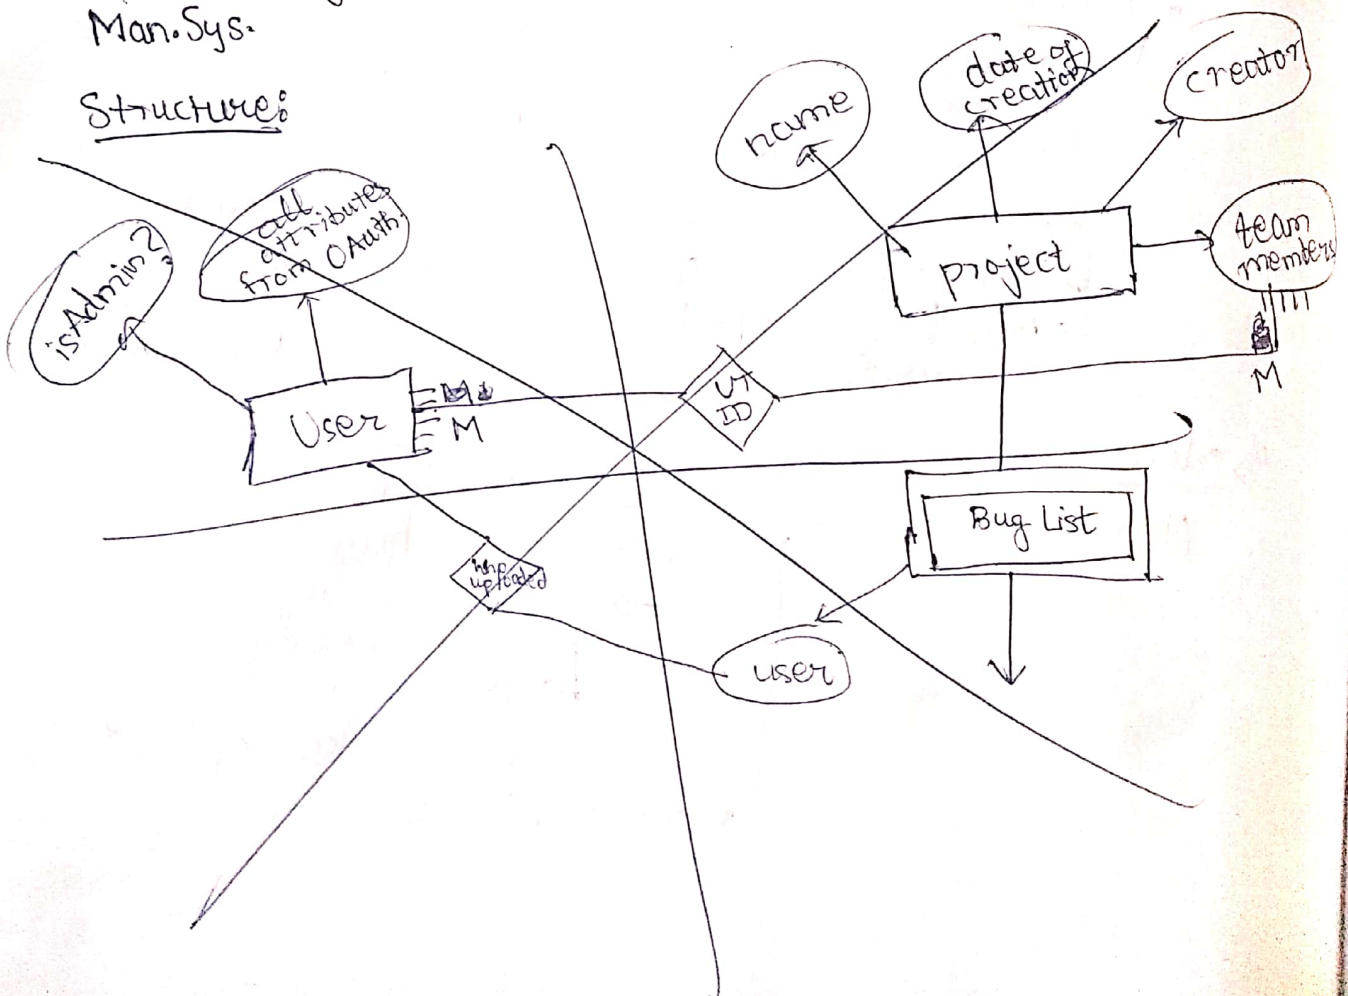 Man.Sys.
Structure:
name
date of
creation
creator
all
attributes
from OAuth.
isAdmin?
project
team
members
User
M
UT
ID
M
Bug List
who
uploaded
user